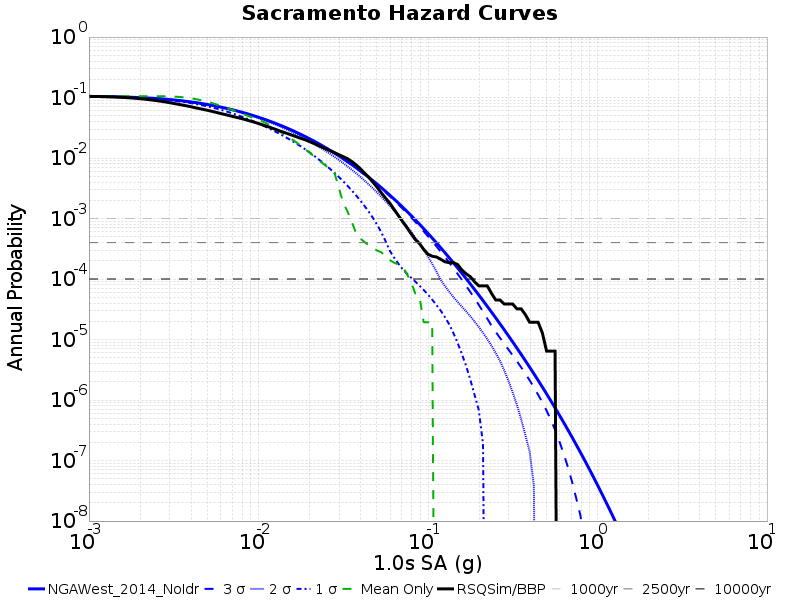 Sacramento Hazard Curves
Annual Probability
10^0
10^-1
10^-2
10^-3
10^-4
10^-5
10^-6
10^-7
10^-8
10^-3 10^-2 10^-1 10^0 10^1
1.0s SA (g)
NGAWest_2014_NoIdr 3 σ 2 σ 1 σ Mean Only RSQSim/BBP 1000yr 2500yr 10000yr